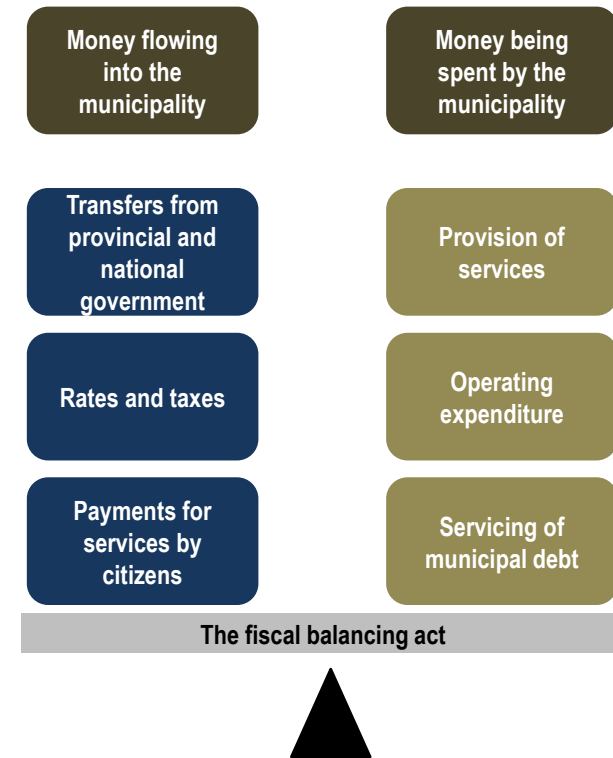 Money flowing
into the
municipality
Money being
spent by the
municipality
Transfers from
provincial and
national
government
Provision of
services
Rates and taxes
Operating
expenditure
Payments for
services by
citizens
Servicing of
municipal debt
The fiscal balancing act